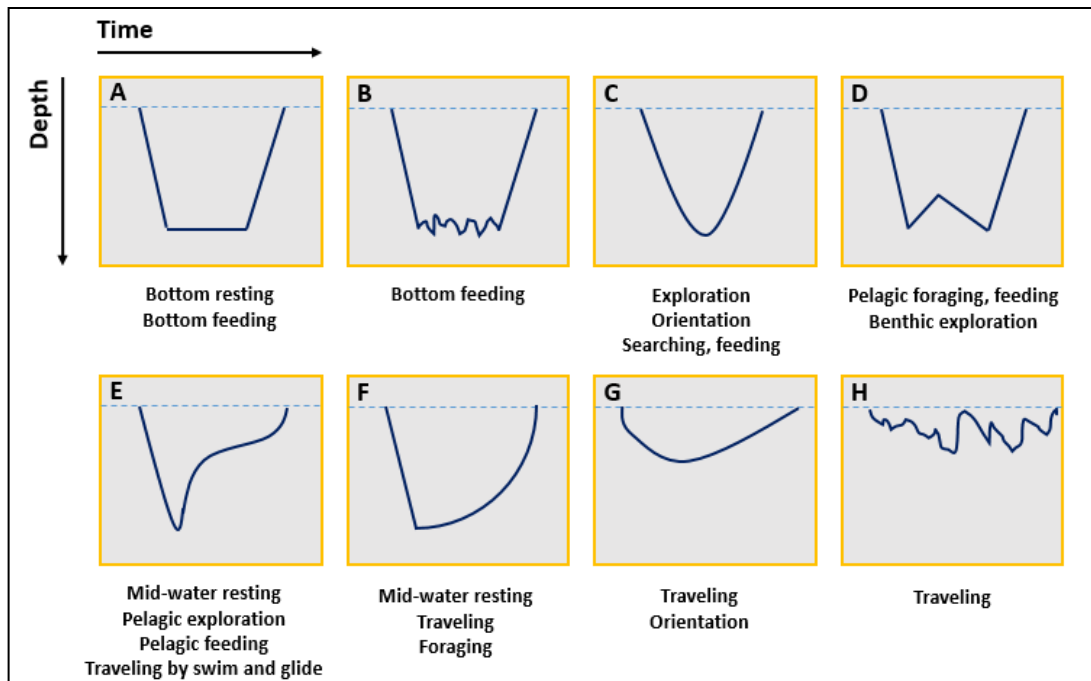 Time
Depth
A
B
C
D
Bottom resting
Bottom feeding
Bottom feeding
Exploration
Orientation
Searching, feeding
Pelagic foraging, feeding
Benthic exploration
E
F
G
H
Mid-water resting
Pelagic exploration
Pelagic feeding
Traveling by swim and glide
Mid-water resting
Traveling
Foraging
Traveling
Orientation
Traveling